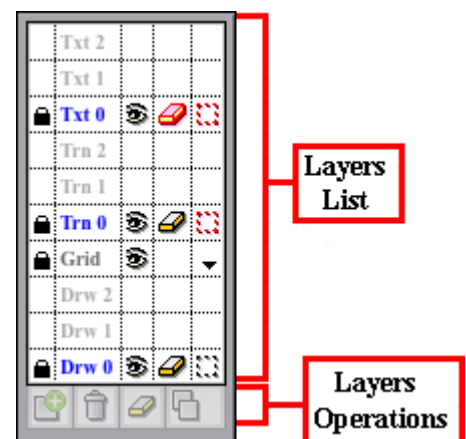 Txt 2
Txt 1
Txt 0
Trn 2
Trn 1
Trn 0
Grid
Drw 2
Drw 1
Drw 0
Layers
List
Layers
Operations